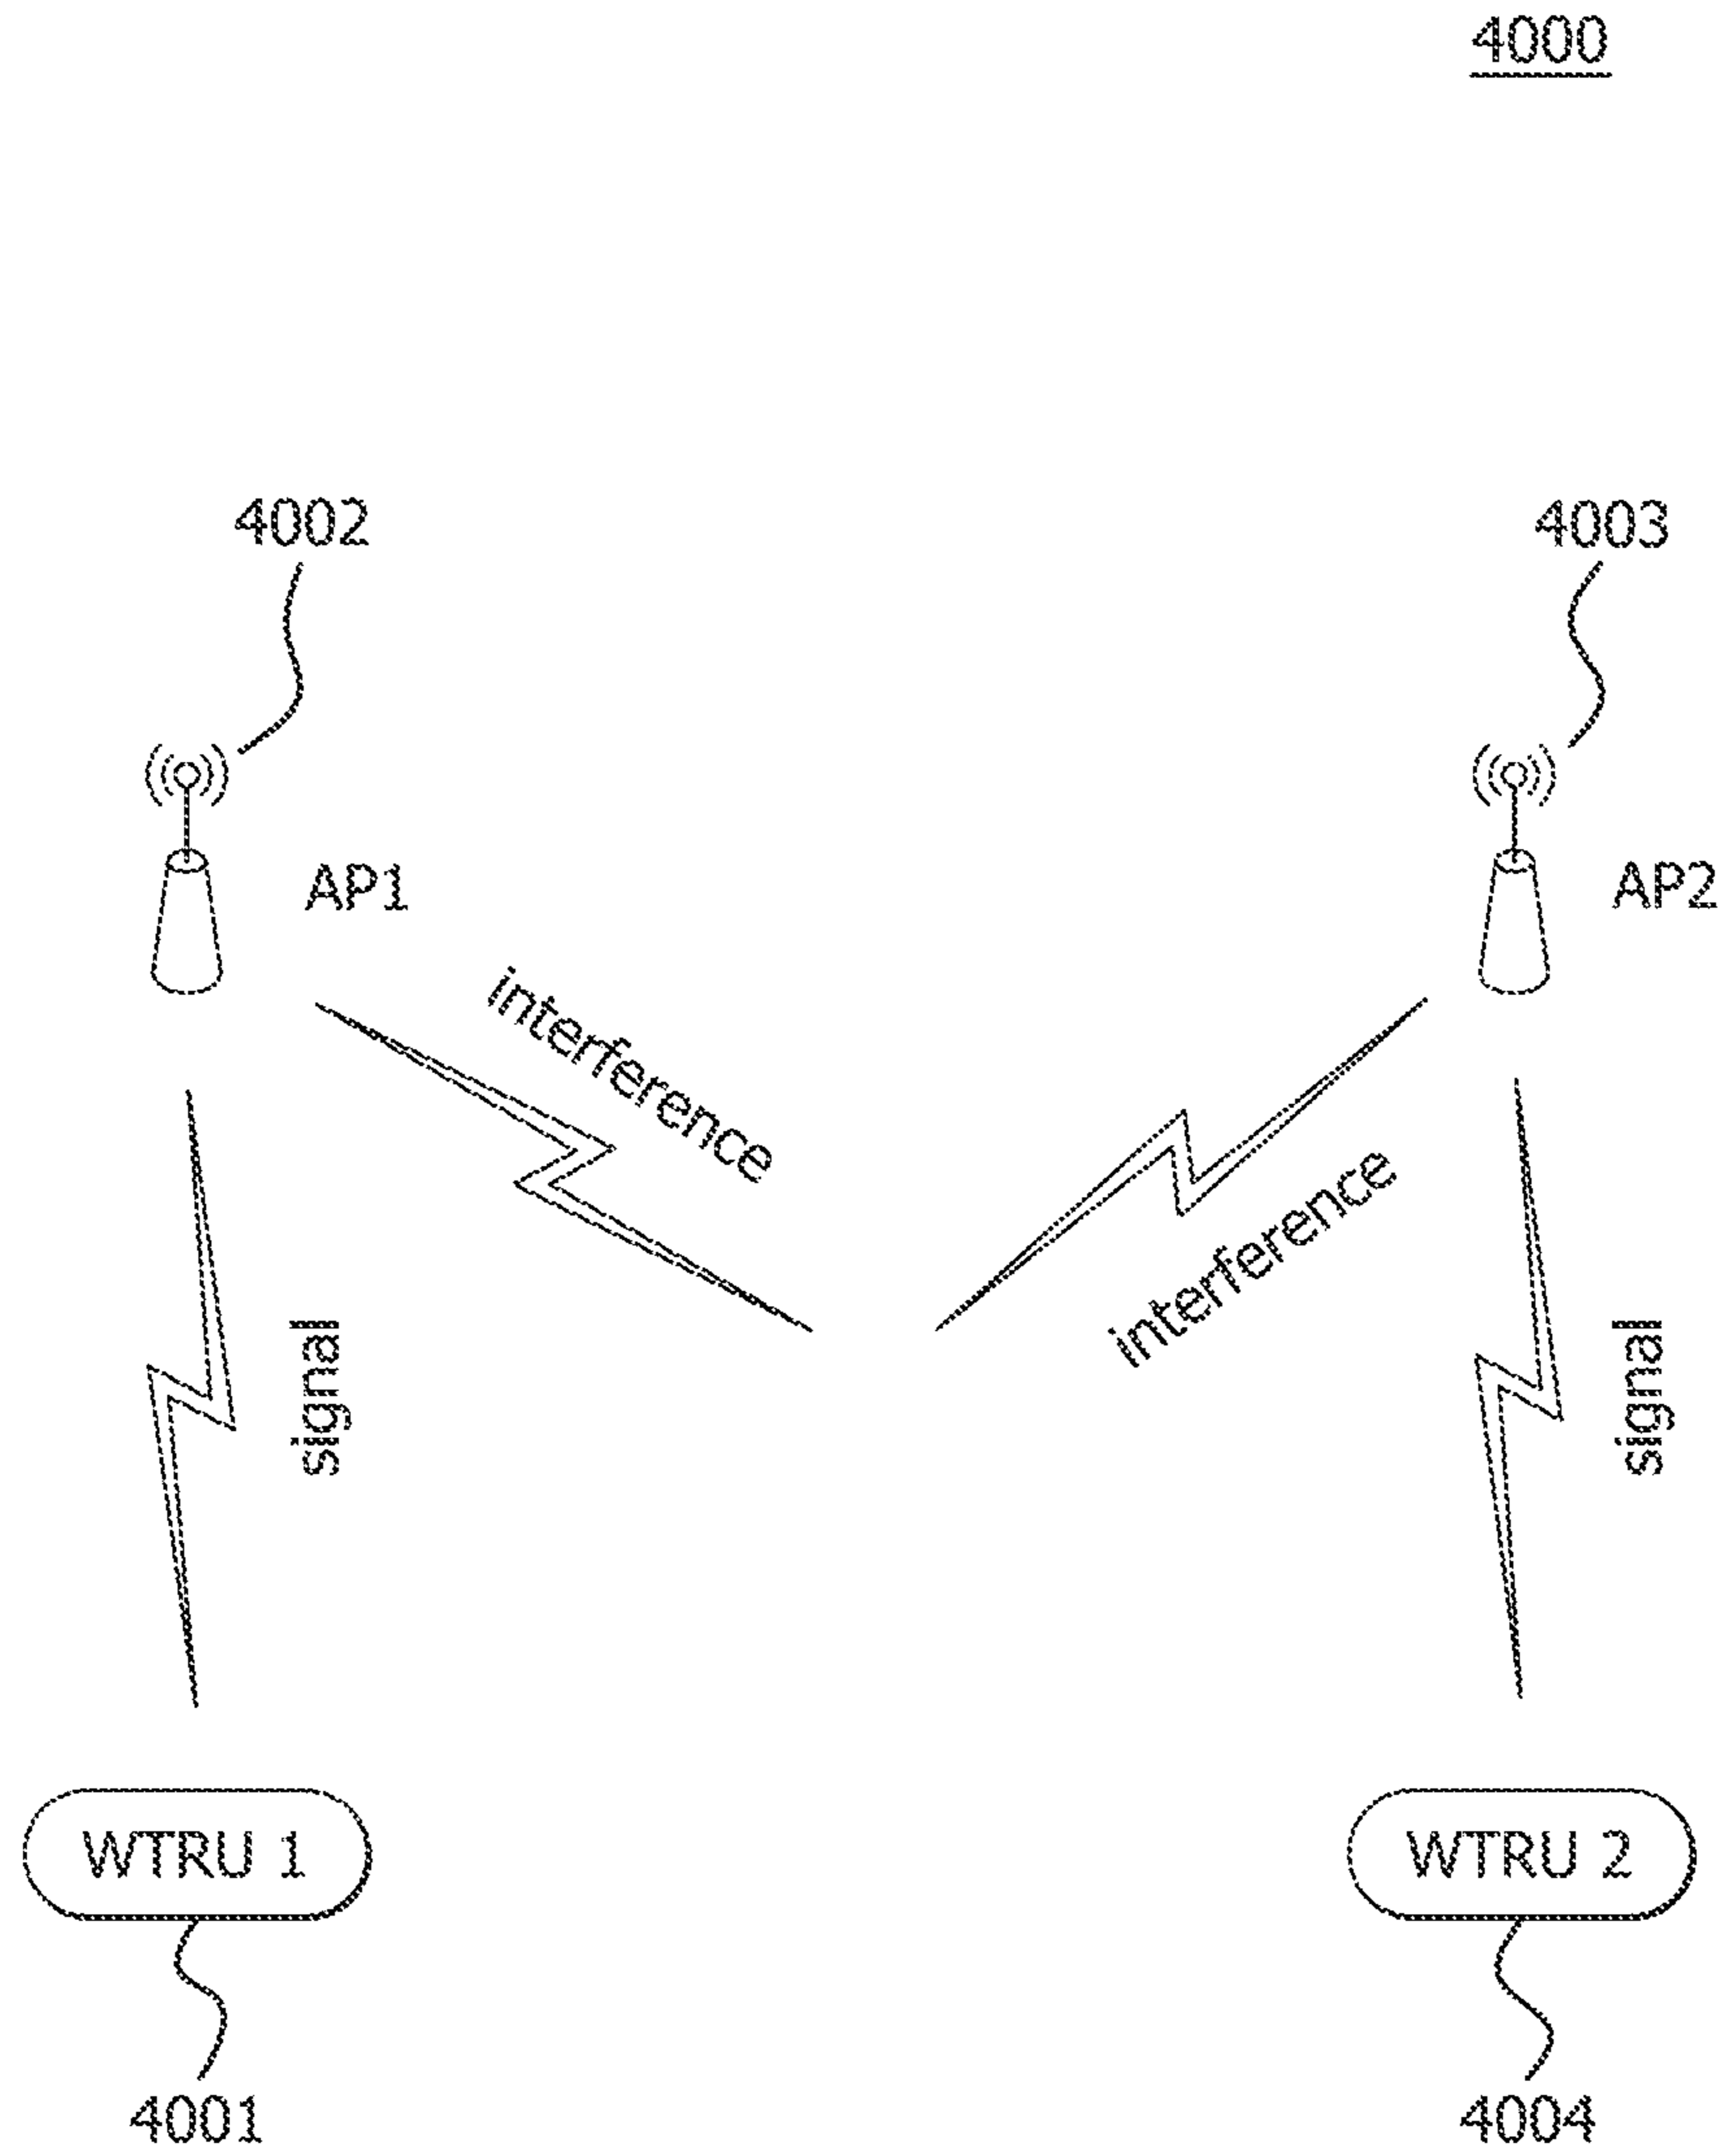 4000
4002
4003
AP1
AP2
interference
interference
signal
signal
WTRU 1
WTRU 2
4001
4004